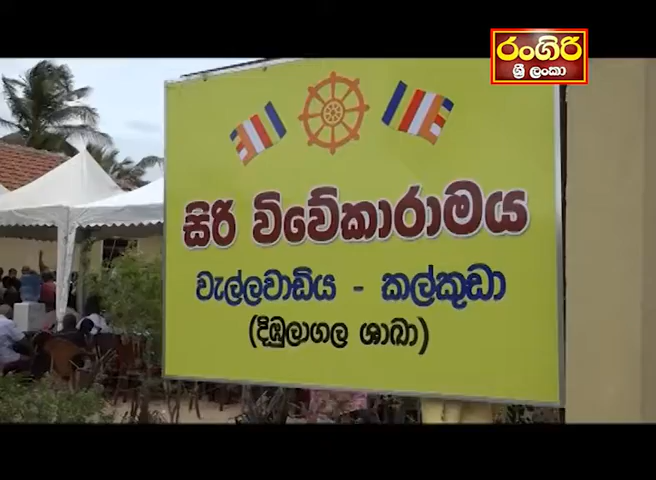 රංගිරි
ශ්‍රී ලංකා
සිරි විවේකාරාමය
වැල්ලවාඩිය - කල්කුඩා
(දිඹුලාගල ශාඛා)